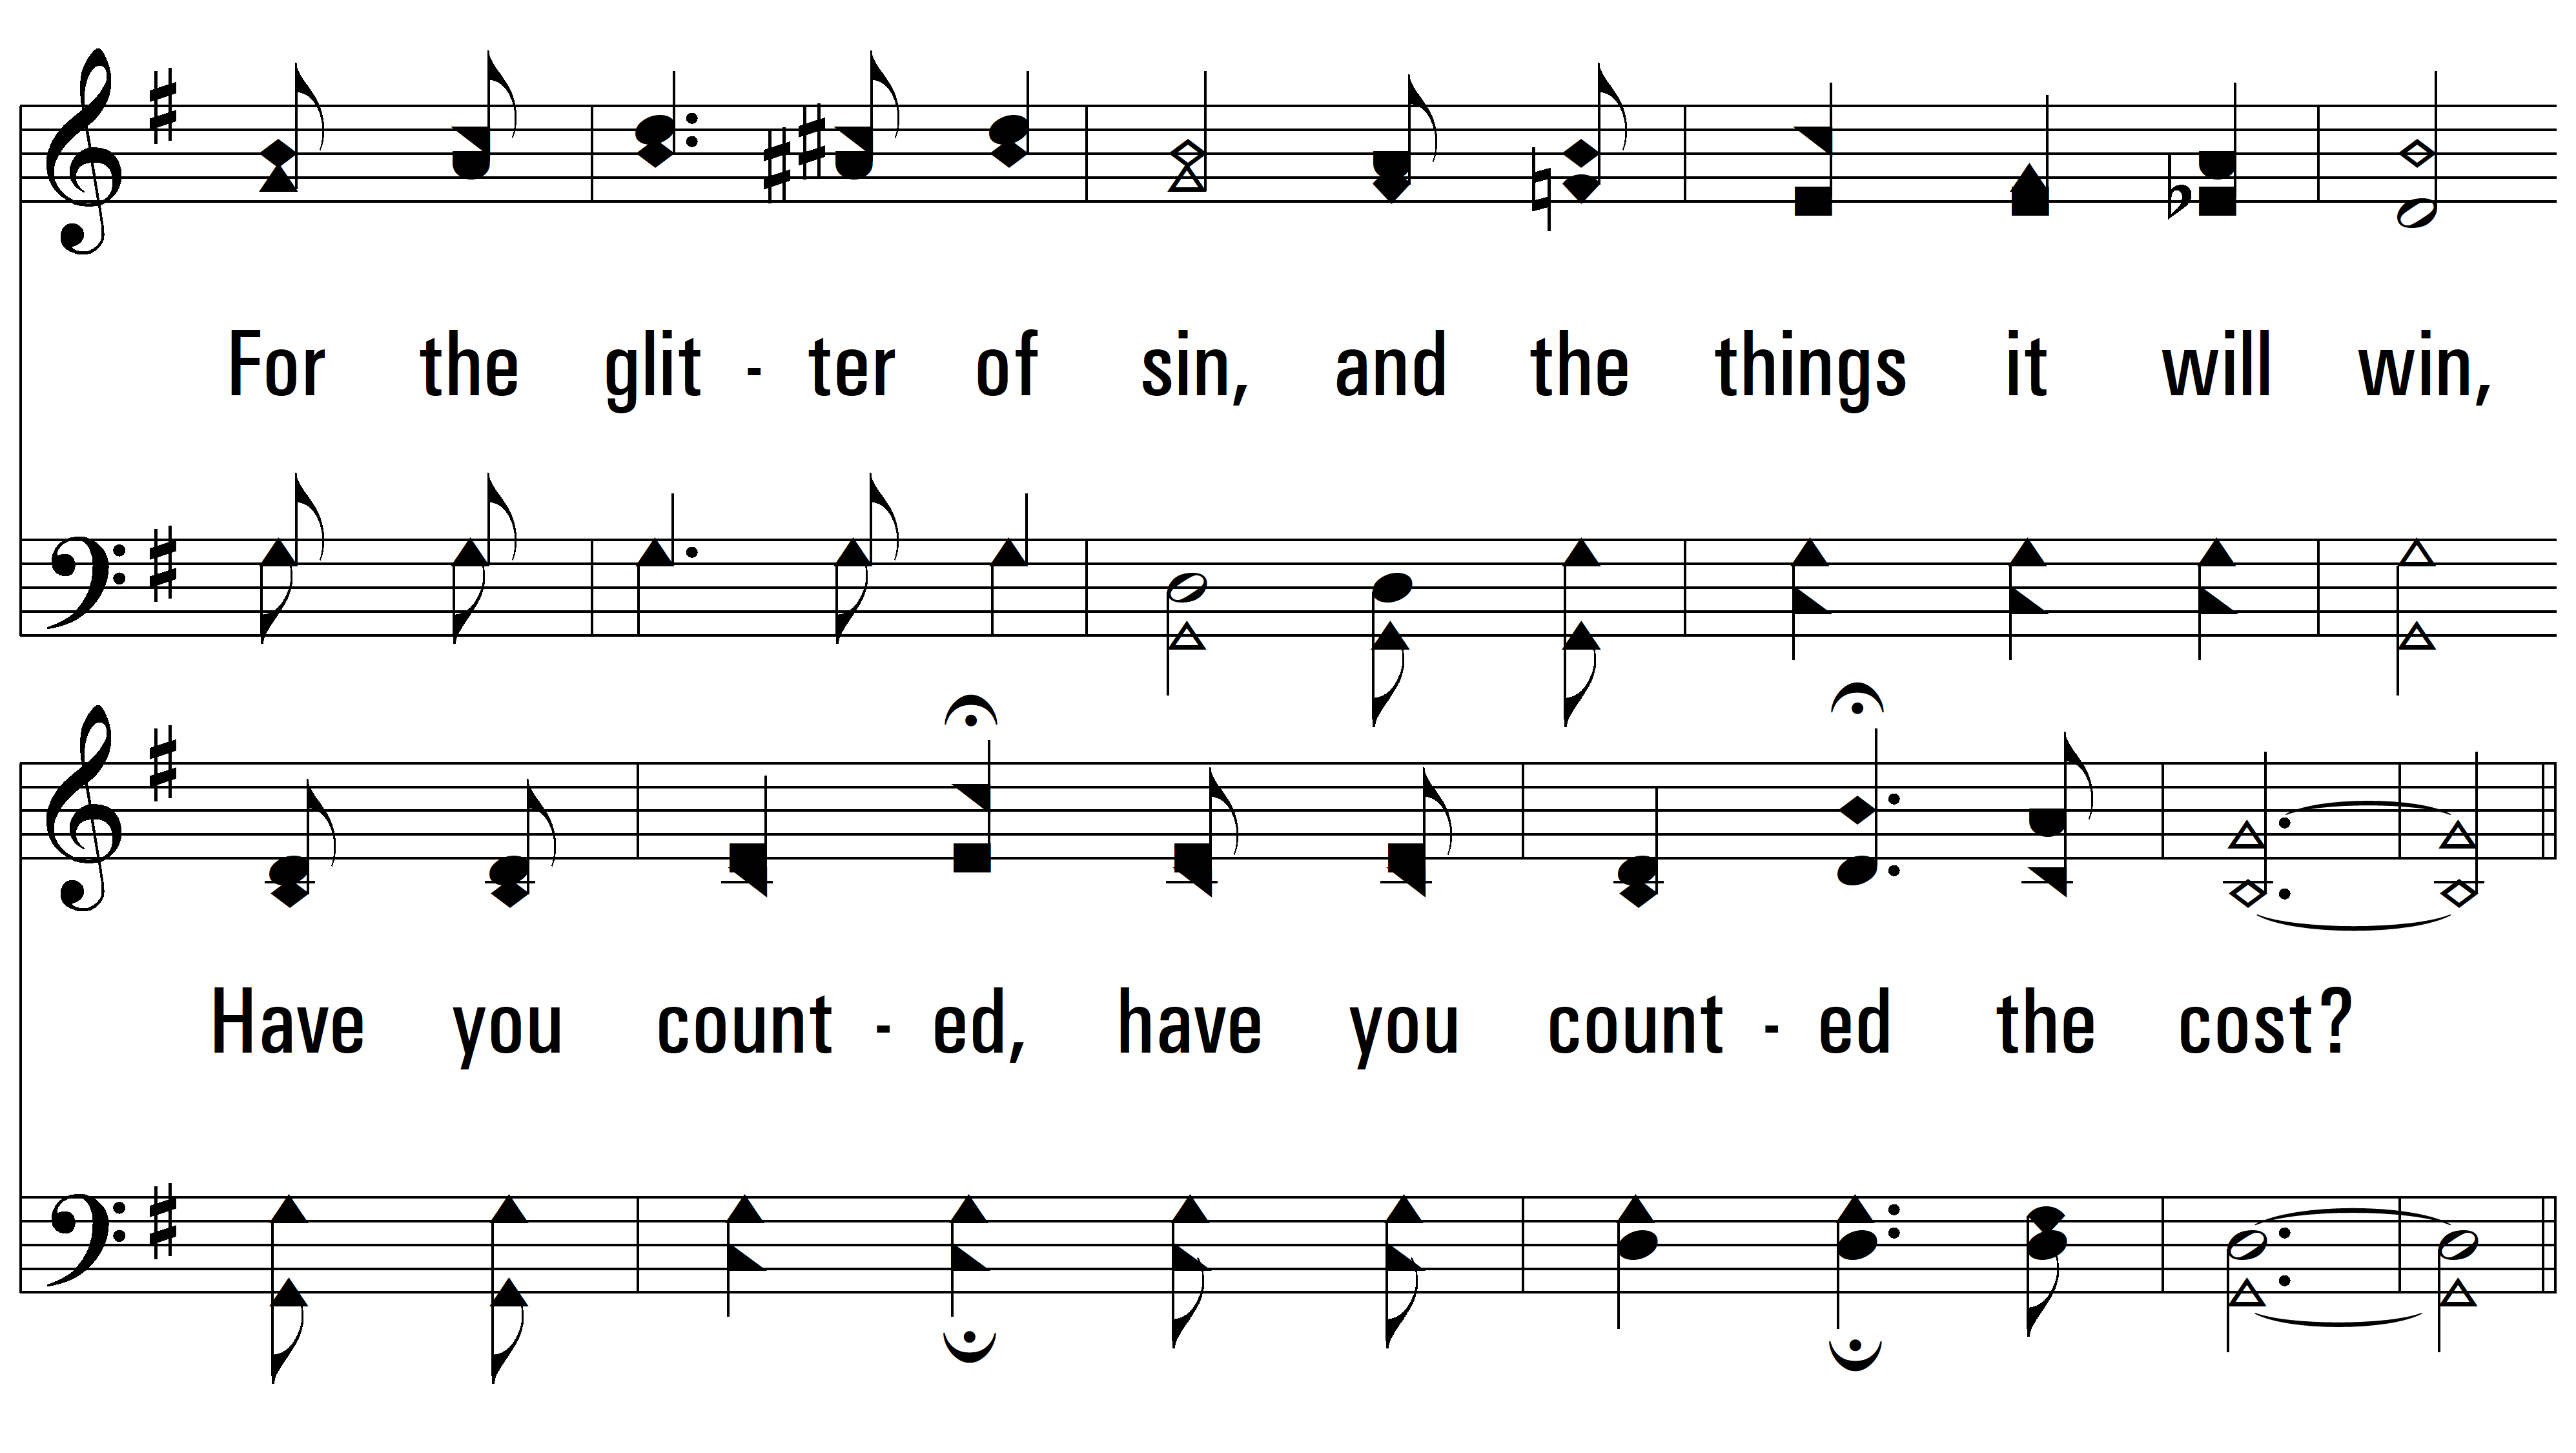 For the glit - ter of sin, and the things it will win,
Have you count - ed, have you count - ed the cost?